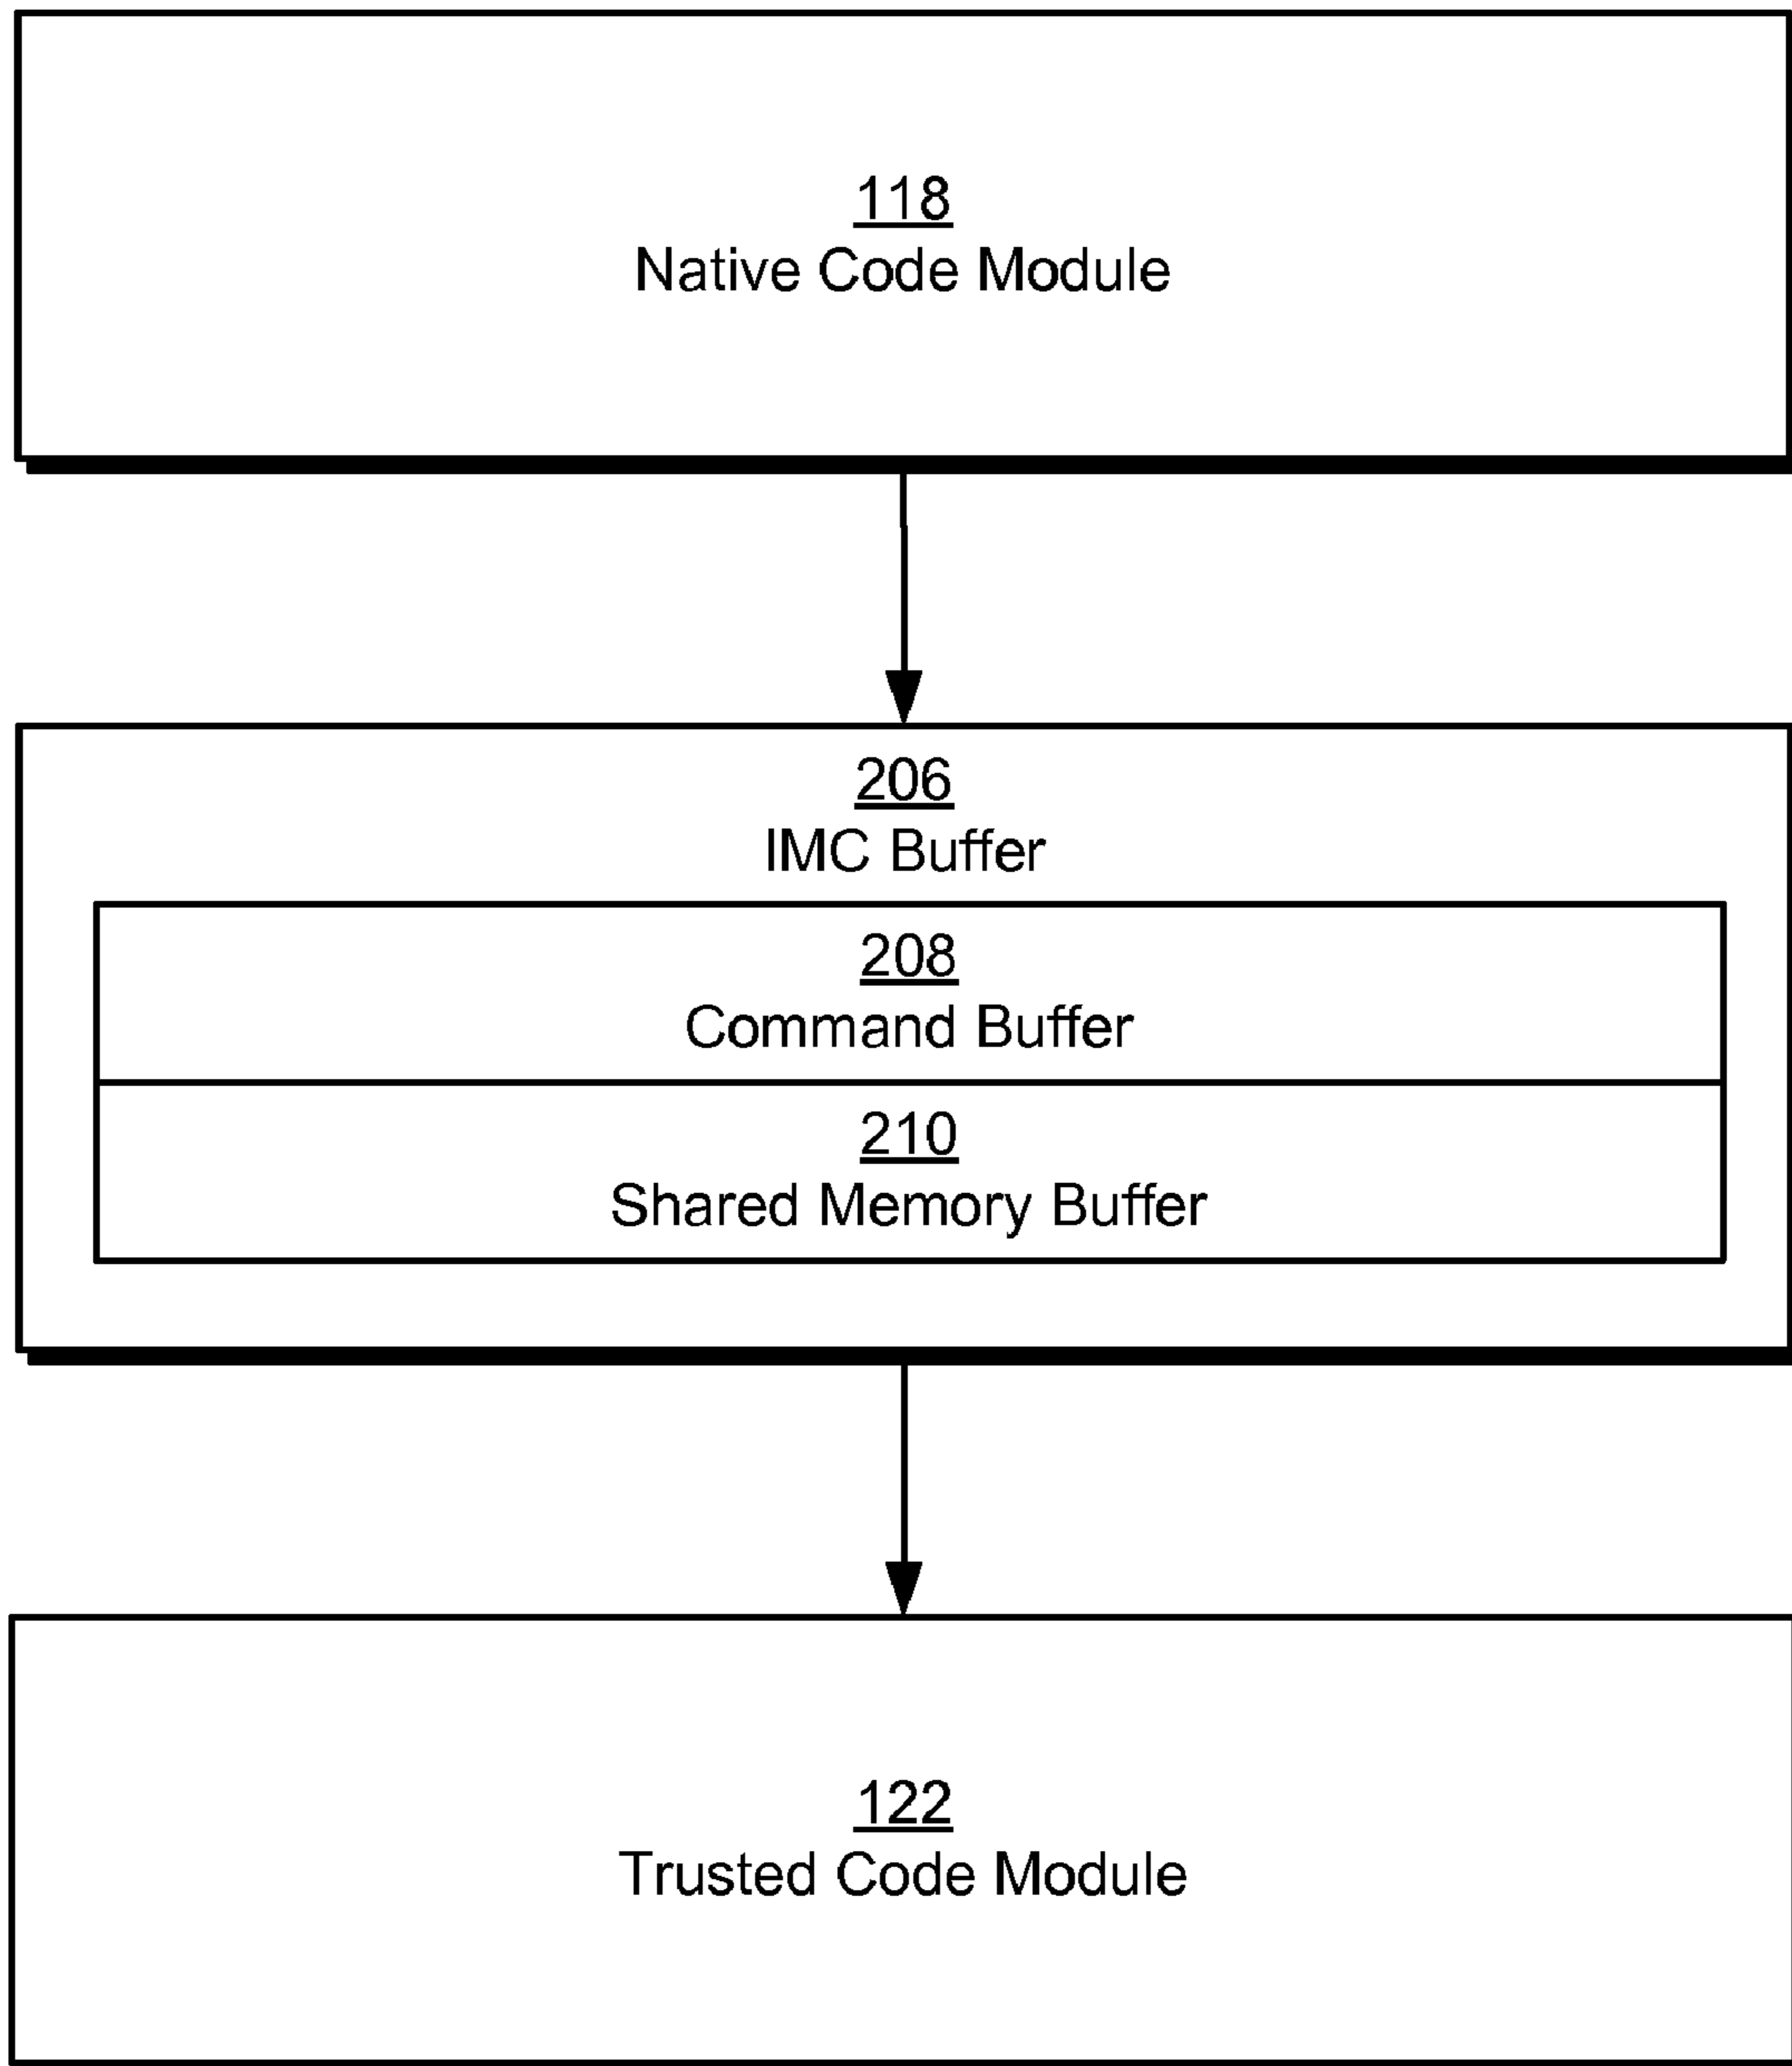 118
Native Code Module
206
IMC Buffer
208
Command Buffer
210
Shared Memory Buffer
122
Trusted Code Module